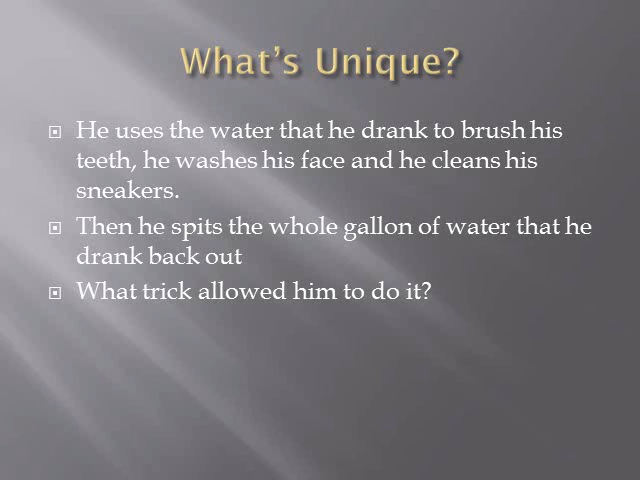 What's Unique?
He uses the water that he drank to brush his
teeth, he washes his face and he cleans his
sneakers.
Then he spits the whole gallon of water that he
drank back out
What trick allowed him to do it?